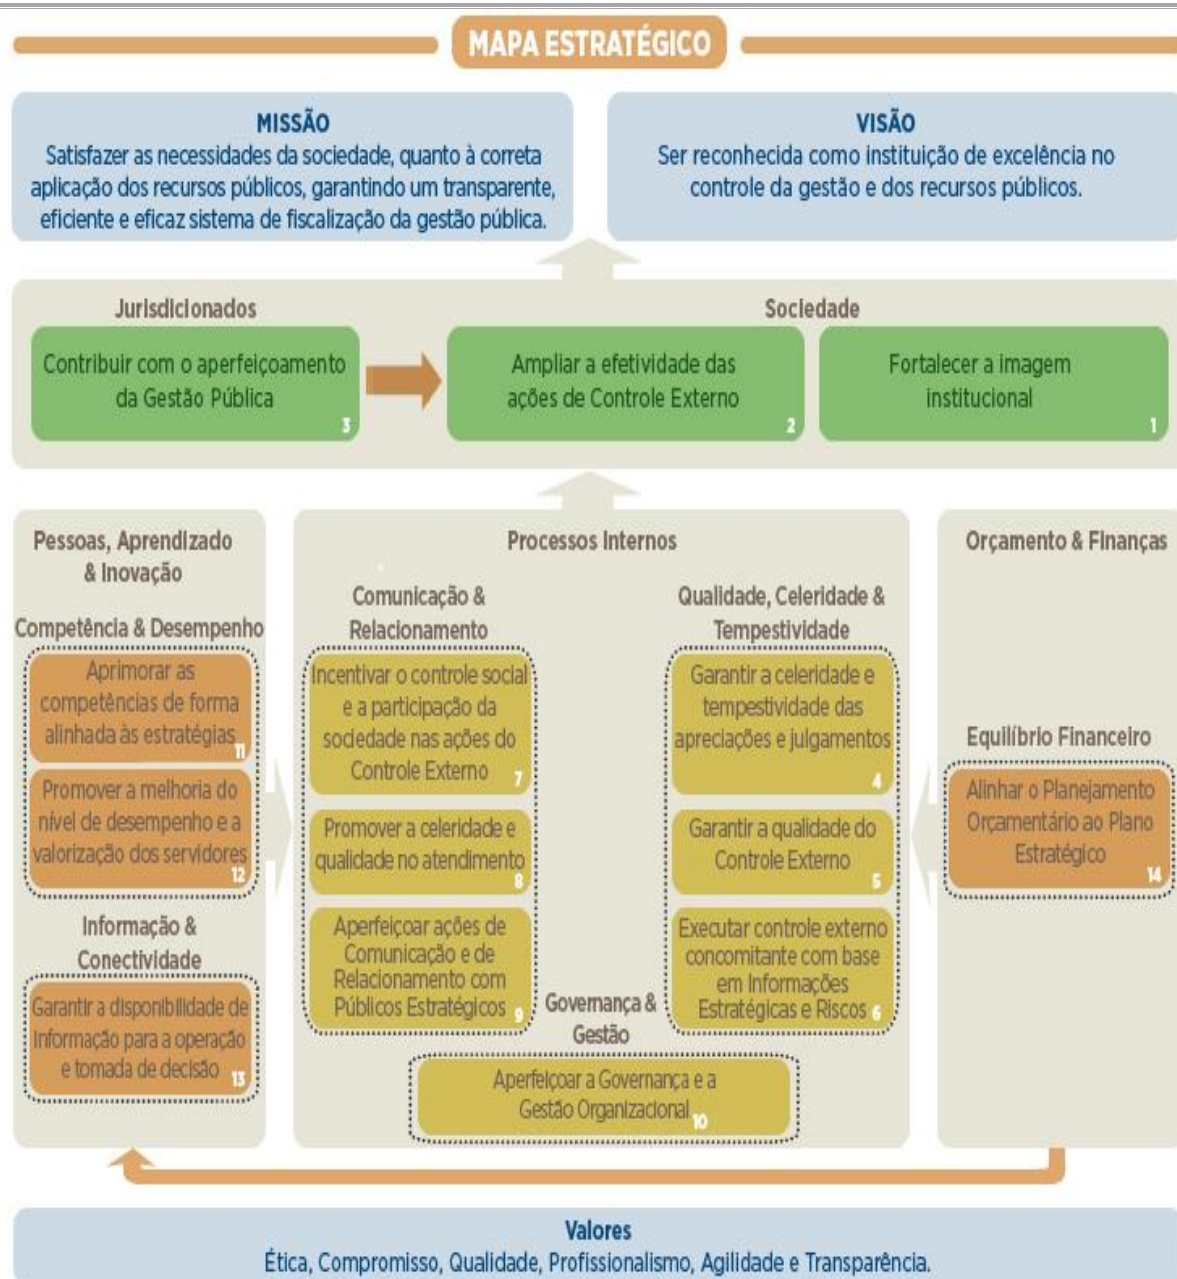 MAPA ESTRATÉGICO
MISSÃO
Satisfazer as necessidades da sociedade, quanto à correta
aplicação dos recursos públicos, garantindo um transparente,
eficiente e eficaz sistema de fiscalização da gestão pública.
VISÃO
Ser reconhecida como instituição de excelência no
controle da gestão e dos recursos públicos.
Jurisdicionados
Contribuir com o aperfeiçoamento
da Gestão Pública
3
Sociedade
Ampliar a efetividade das
ações de Controle Externo
2
Fortalecer a imagem
institucional
1
Pessoas, Aprendizado
& Inovação
Competência & Desempenho
Aprimorar as
competências de forma
alinhada às estratégias
11
Promover a melhoria do
nível de desempenho e a
valorização dos servidores
12
Informação &
Conectividade
Garantir a disponibilidade de
Informação para a operação
e tomada de decisão
13
Processos Internos
Comunicação &
Relacionamento
Incentivar o controle social
e a participação da
sociedade nas ações do
Controle Externo
7
Promover a celeridade e
qualidade no atendimento
8
Aperfeiçoar ações de
Comunicação e de
Relacionamento com
Públicos Estratégicos
9
Qualidade, Celeridade &
Tempestividade
Garantir a celeridade e
tempestividade das
apreciações e julgamentos
4
Garantir a qualidade do
Controle Externo
5
Executar controle externo
concomitante com base
em Informações
Estratégicas e Riscos
6
Governança &
Gestão
Aperfeiçoar a Governança e a
Gestão Organizacional
10
Orçamento & Finanças
Equilíbrio Financeiro
Alinhar o Planejamento
Orçamentário ao Plano
Estratégico
14
Valores
Ética, Compromisso, Qualidade, Profissionalismo, Agilidade e Transparência.